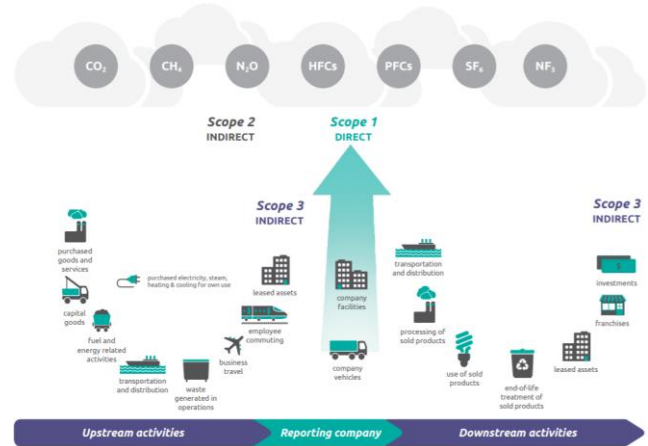 CO₂
CH₄
N₂O
HFCs
PFCs
SF₆
NF₃
Scope 2
INDIRECT
Scope 1
DIRECT
Scope 3
INDIRECT
Scope 3
INDIRECT
purchased
goods and
services
capital
goods
fuel and
energy related
activities
purchased electricity, steam,
heating & cooling for own use
transportation
and distribution
waste
generated in
operations
business
travel
employee
commuting
leased assets
company
facilities
company
vehicles
transportation
and distribution
processing of
sold products
use of sold
products
end-of-life
treatment of
sold products
leased assets
franchises
$
investments
Upstream activities
Reporting company
Downstream activities